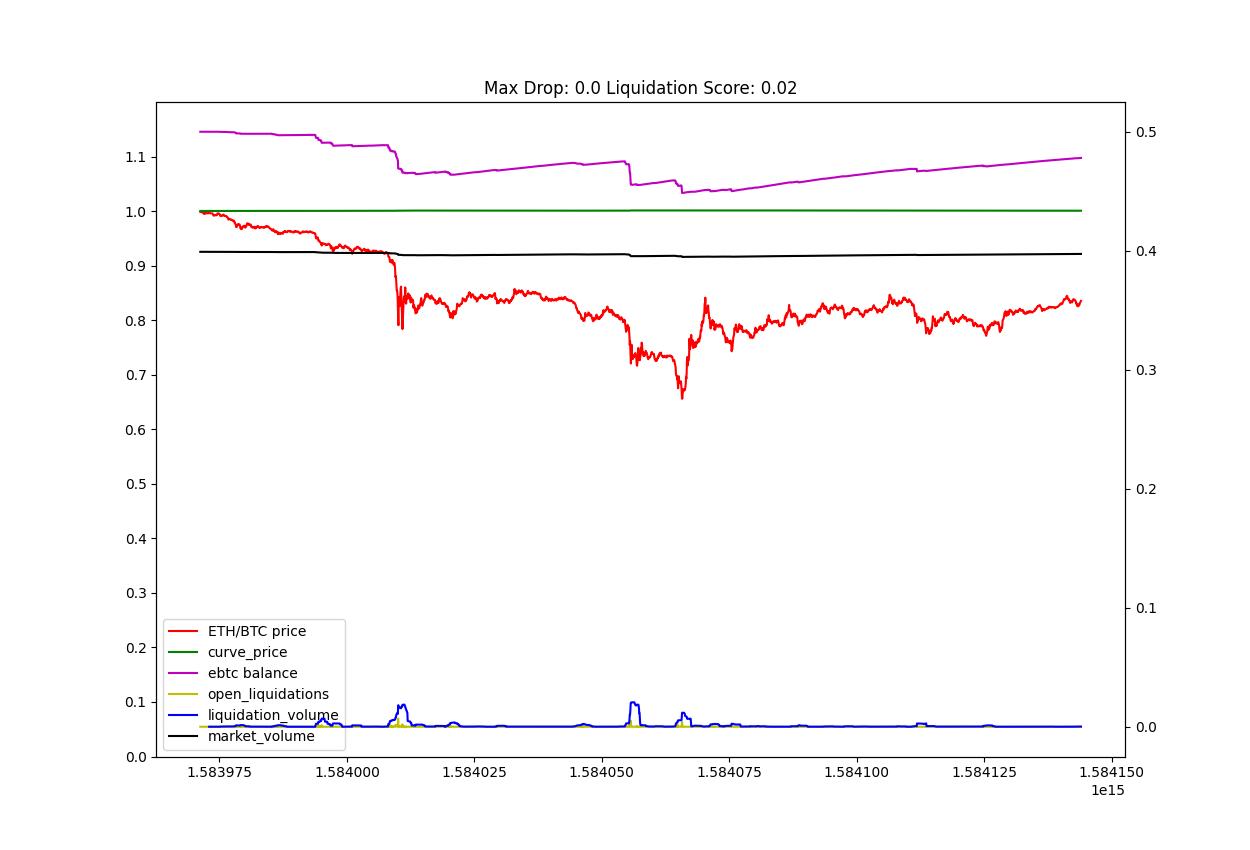 Max Drop: 0.0 Liquidation Score: 0.02
1.1
1.0
0.9
0.8
0.7
0.6
0.5
0.4
0.3
0.2
0.1
0.0
0.5
0.4
0.3
0.2
0.1
0.0
ETH/BTC price
curve_price
ebtc balance
open_liquidations
liquidation_volume
market_volume
1.583975 1.584000 1.584025 1.584050 1.584075 1.584100 1.584125 1.584150
1e15